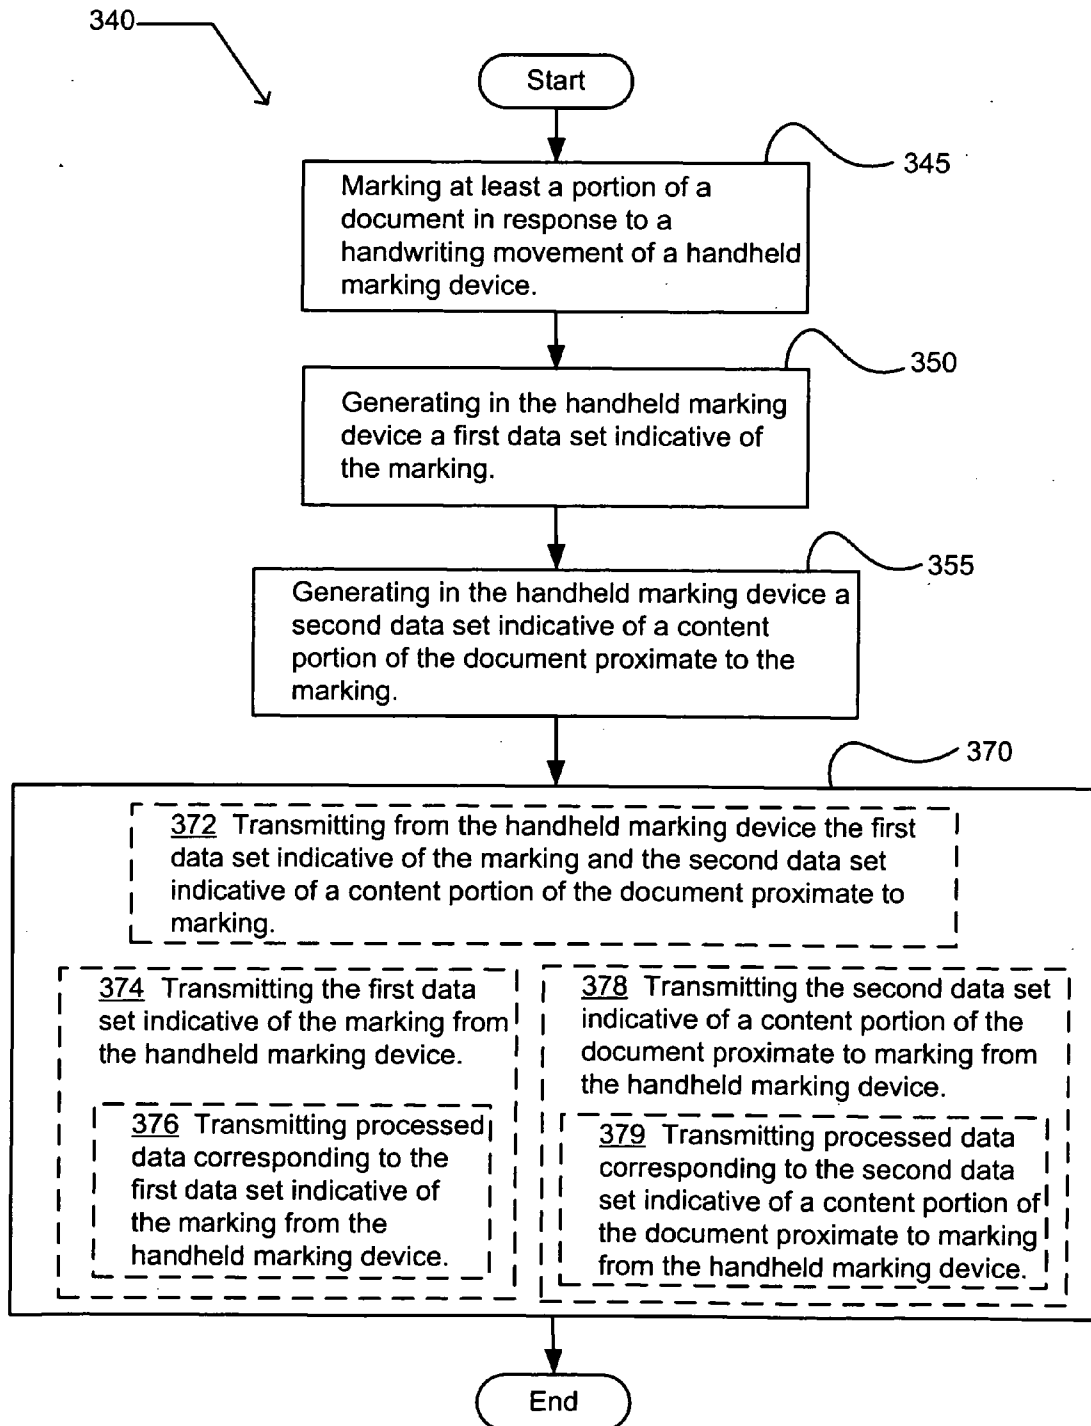 340
Start
345
Marking at least a portion of a
document in response to a
handwriting movement of a handheld
marking device.
350
Generating in the handheld marking
device a first data set indicative of
the marking.
355
Generating in the handheld marking device a
second data set indicative of a content
portion of the document proximate to the
marking.
370
372 Transmitting from the handheld marking device the first
data set indicative of the marking and the second data set
indicative of a content portion of the document proximate to
marking.
374 Transmitting the first data
set indicative of the marking from
the handheld marking device.
376 Transmitting processed
data corresponding to the
first data set indicative of
the marking from the
handheld marking device.
378 Transmitting the second data set
indicative of a content portion of the
document proximate to marking from
the handheld marking device.
379 Transmitting processed data
corresponding to the second data
set indicative of a content portion of
the document proximate to marking
from the handheld marking device.
End